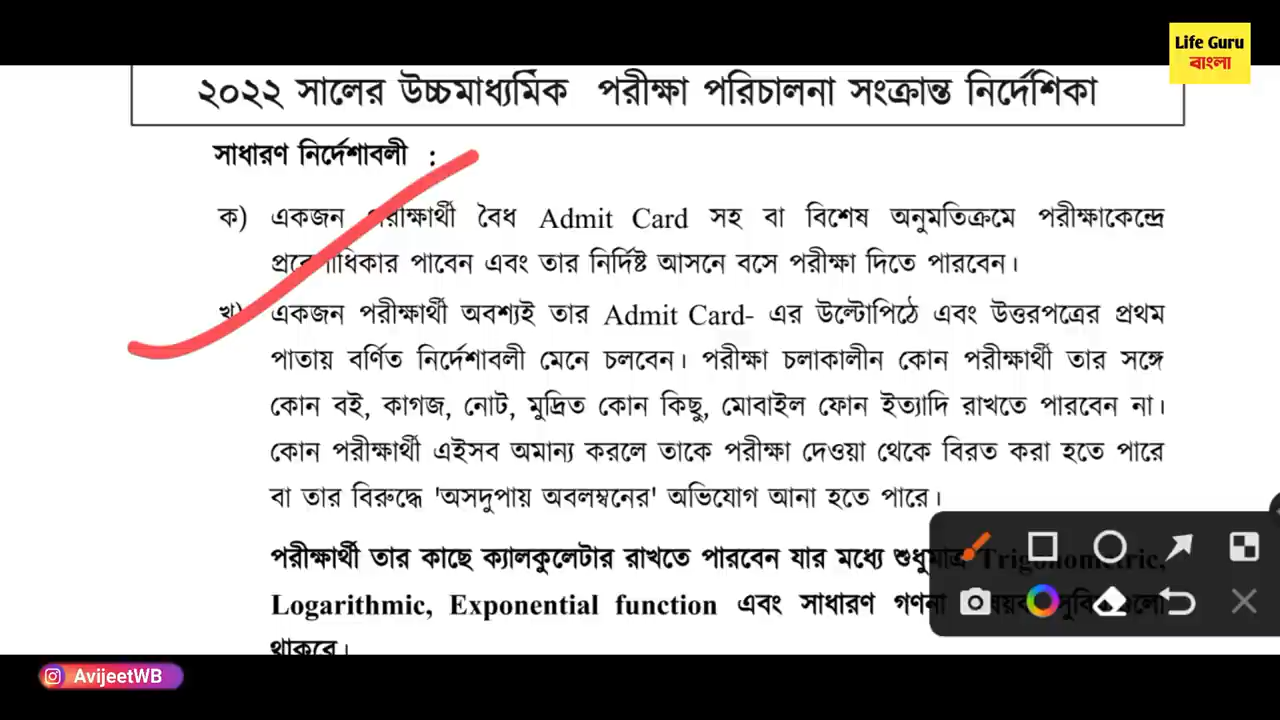 Life Guru
বাংলা
২০২২ সালের উচ্চমাধ্যমিক পরীক্ষা পরিচালনা সংক্রান্ত নির্দেশিকা
সাধারণ নির্দেশাবলী :
ক) একজন পরীক্ষার্থী বৈধ Admit Card সহ বা বিশেষ অনুমতিক্রমে পরীক্ষাকেন্দ্রে
প্রবেশাধিকার পাবেন এবং তার নির্দিষ্ট আসনে বসে পরীক্ষা দিতে পারবেন।
খ) একজন পরীক্ষার্থী অবশ্যই তার Admit Card- এর উল্টোপিঠে এবং উত্তরপত্রের প্রথম
পাতায় বর্ণিত নির্দেশাবলী মেনে চলবেন। পরীক্ষা চলাকালীন কোন পরীক্ষার্থী তার সঙ্গে
কোন বই, কাগজ, নোট, মুদ্রিত কোন কিছু, মোবাইল ফোন ইত্যাদি রাখতে পারবেন না।
কোন পরীক্ষার্থী এইসব অমান্য করলে তাকে পরীক্ষা দেওয়া থেকে বিরত করা হতে পারে
বা তার বিরুদ্ধে 'অসদুপায় অবলম্বনের' অভিযোগ আনা হতে পারে।
পরীক্ষার্থী তার কাছে ক্যালকুলেটার রাখতে পারবেন যার মধ্যে শুধুমাত্র Trigonometric,
Logarithmic, Exponential function এবং সাধারণ গণনা
থাকবে।
AvijeetWB